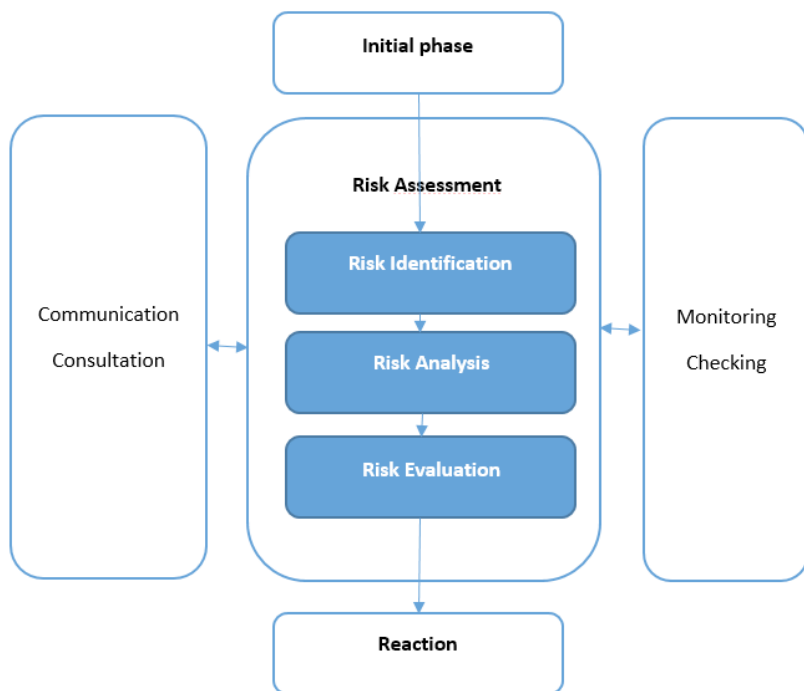 Initial phase
Risk Assessment
Risk Identification
Risk Analysis
Risk Evaluation
Communication
Consultation
Monitoring
Checking
Reaction